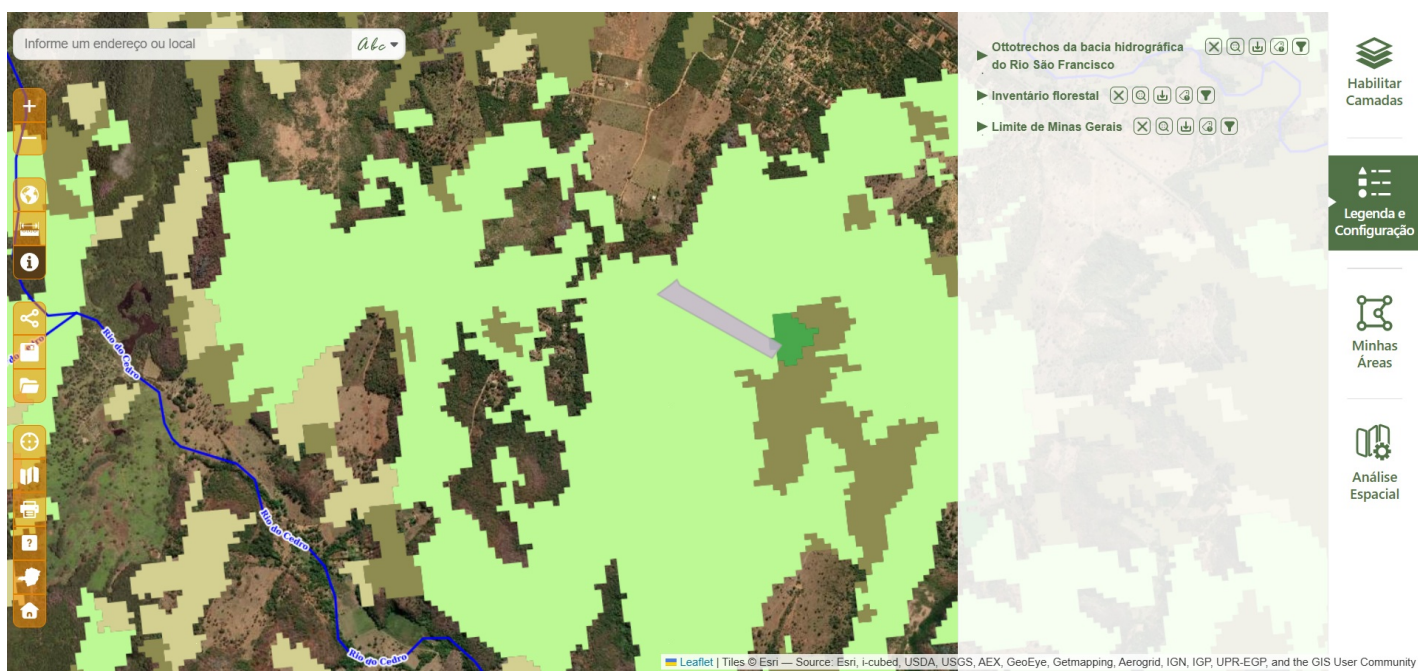 Informe um endereço ou local
Abc
Ottotrechos da bacia hidrográfica
do Rio São Francisco
Inventário florestal
Limite de Minas Gerais
Habilitar
Camadas
Legenda e
Configuração
Minhas
Áreas
Análise
Espacial
Rio do Cedro
do Cedro
Rio do Cedro
Rio do Cedro
Leaflet | Tiles © Esri — Source: Esri, i-cubed, USDA, USGS, AEX, GeoEye, Getmapping, Aerogrid, IGN, IGP, UPR-EGP, and the GIS User Community